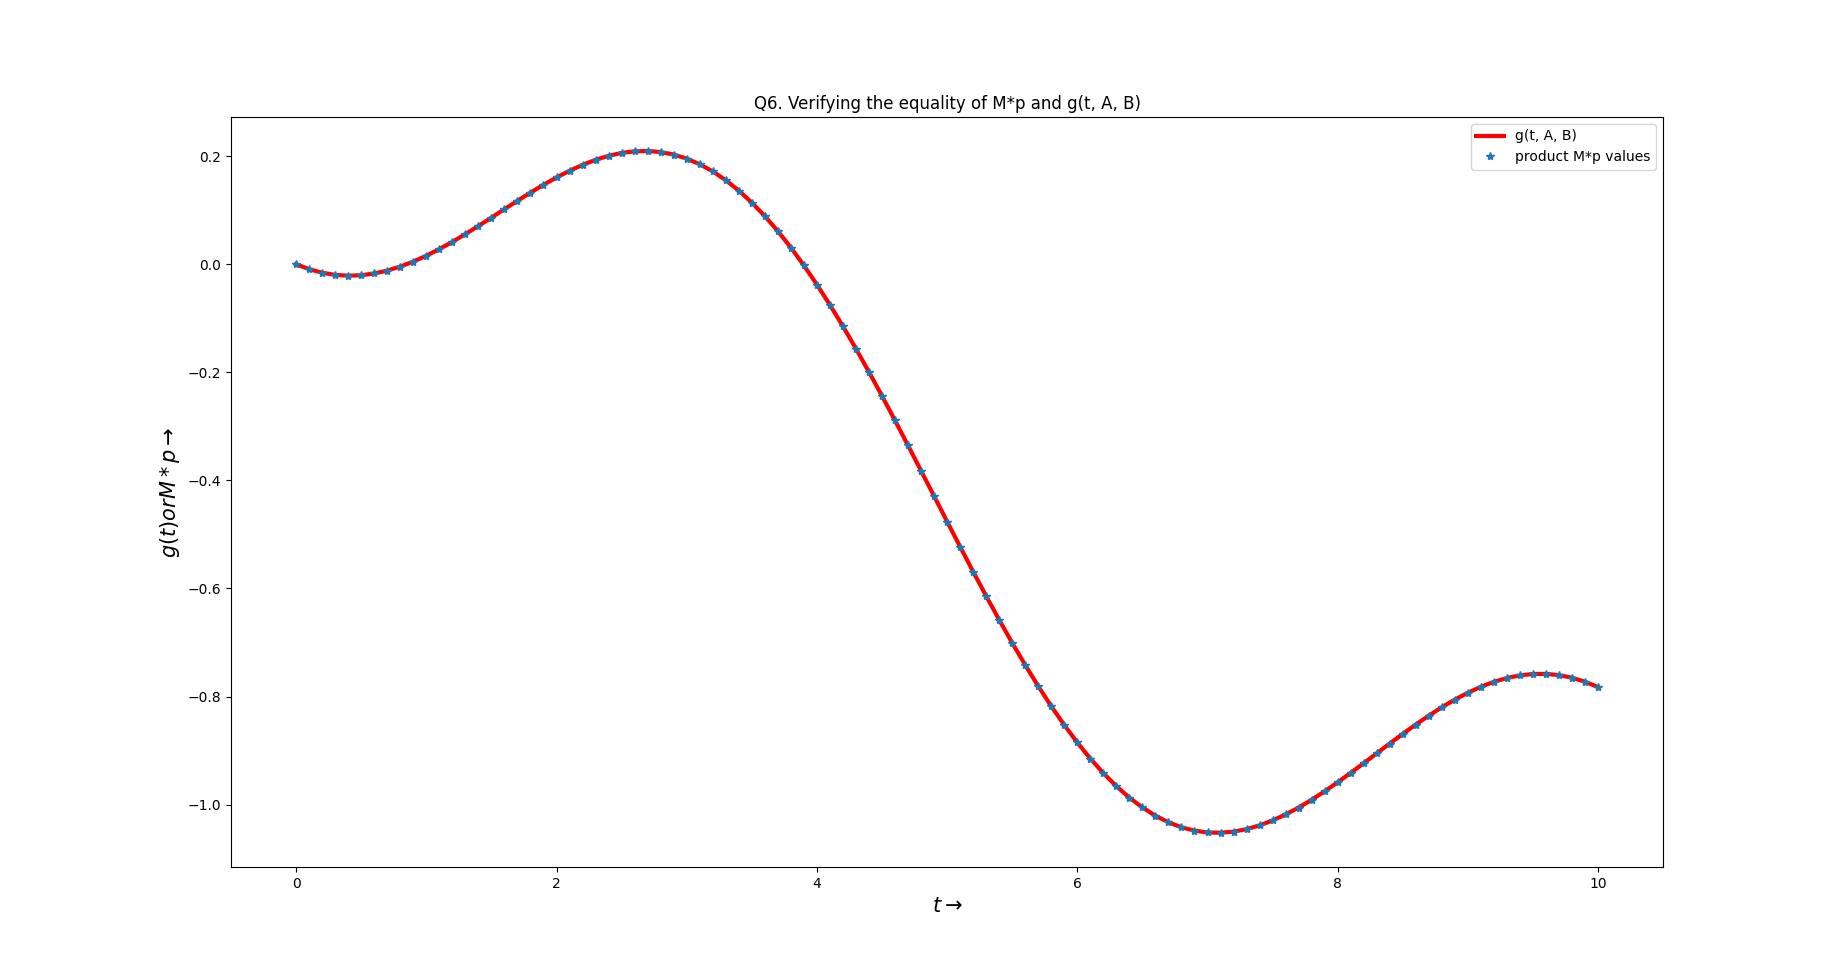 Q6. Verifying the equality of M*p and g(t, A, B)
g(t, A, B)
product M*p values
0.2
0.0
−0.2
−0.4
−0.6
−0.8
−1.0
g(t)orM * p→
0 2 4 6 8 10
t→